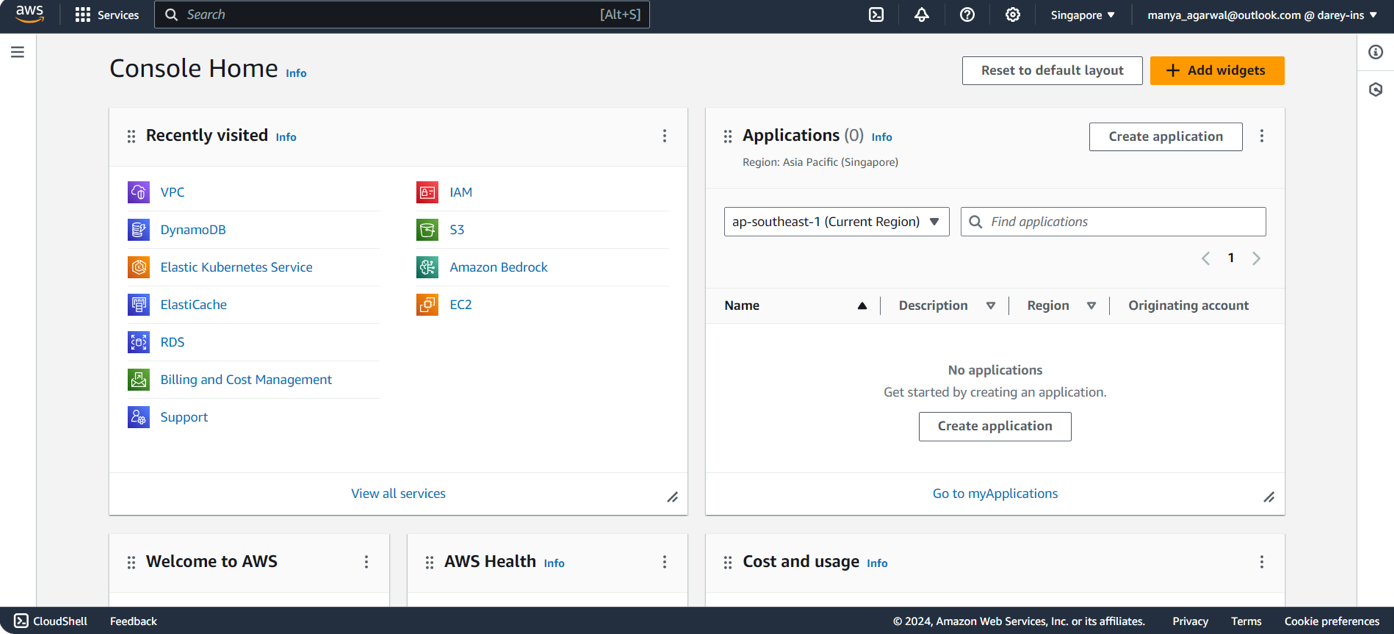 aws
Services
Search
[Alt+S]
Singapore
manya_agarwal@outlook.com @ darey-ins
Console Home Info
Reset to default layout
Add widgets
Recently visited Info
VPC
DynamoDB
Elastic Kubernetes Service
ElastiCache
RDS
Billing and Cost Management
Support
IAM
S3
Amazon Bedrock
EC2
View all services
Applications (0) Info
Region: Asia Pacific (Singapore)
Create application
ap-southeast-1 (Current Region)
Find applications
1
Name
Description
Region
Originating account
No applications
Get started by creating an application.
Create application
Go to myApplications
Welcome to AWS
AWS Health Info
Cost and usage Info
CloudShell
Feedback
© 2024, Amazon Web Services, Inc. or its affiliates.
Privacy
Terms
Cookie preferences